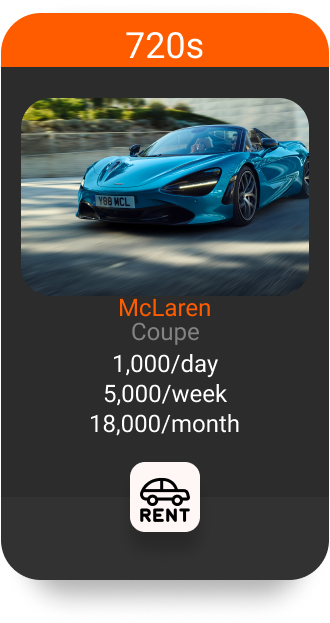 720s
Y88 MCL
McLaren
Coupe
1,000/day
5,000/week
18,000/month
RENT